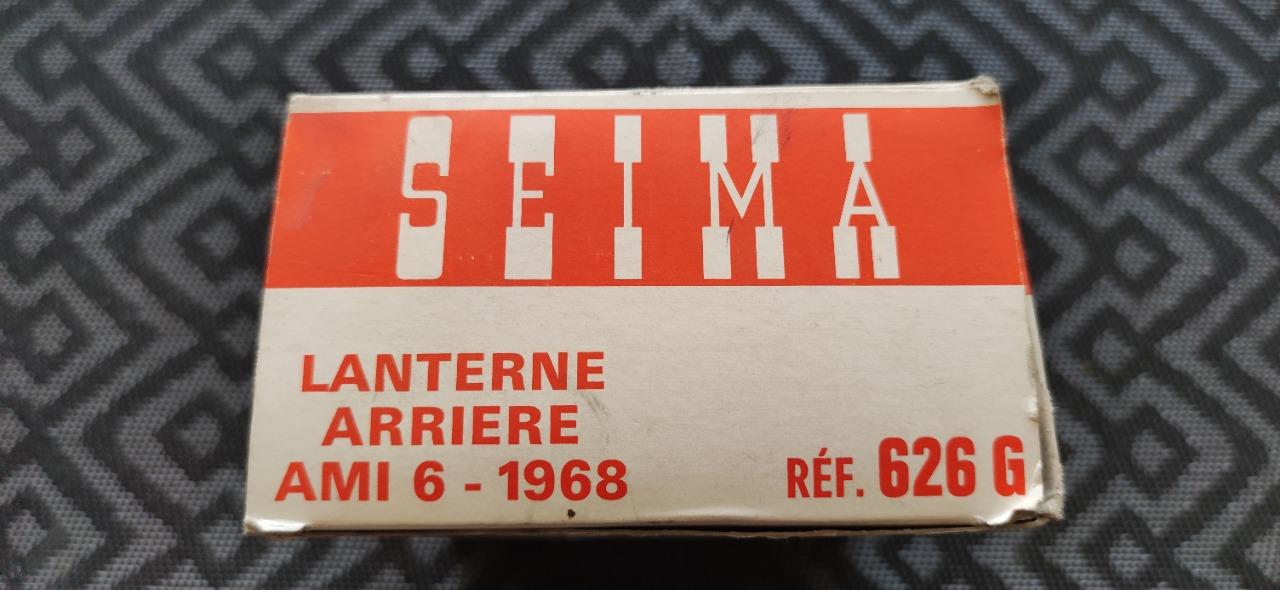 SEIMA
LANTERNE
ARRIERE
AMI 6 - 1968
RÉF. 626 G